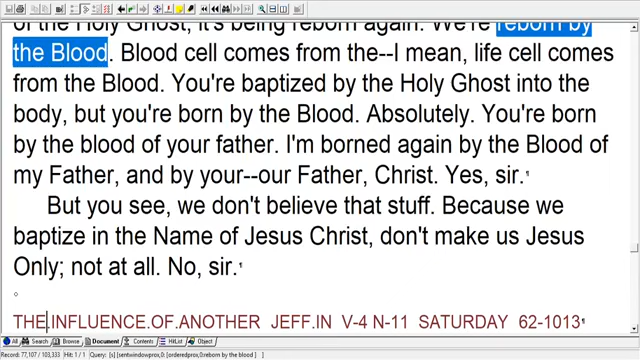 of the Holy Ghost, it's being reborn again. We're reborn by
the Blood. Blood cell comes from the--I mean, life cell comes
from the Blood. You're baptized by the Holy Ghost into the
body, but you're born by the Blood. Absolutely. You're born
by the blood of your father. I'm borned again by the Blood of
my Father, and by your--our Father, Christ. Yes, sir.¶
But you see, we don't believe that stuff. Because we
baptize in the Name of Jesus Christ, don't make us Jesus
Only; not at all. No, sir.¶
THE.INFLUENCE.OF.ANOTHER JEFF.IN V-4 N-11 SATURDAY 62-1013¶
All Search Browse Document Contents HitList Object
Record: 77,107 / 103,333 Hit: 1 / 1 Query: [s] [sentwindowprox,0: [orderedprox,0:reborn by the blood ] ]